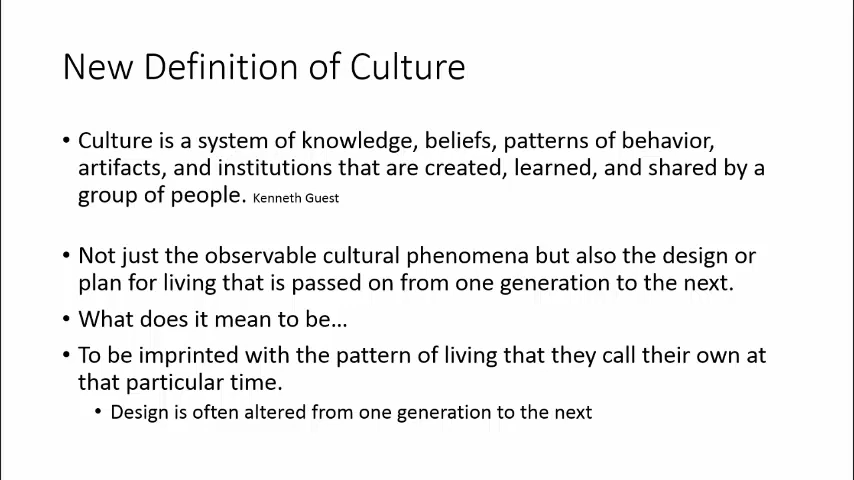 New Definition of Culture
• Culture is a system of knowledge, beliefs, patterns of behavior,
artifacts, and institutions that are created, learned, and shared by a
group of people. Kenneth Guest
• Not just the observable cultural phenomena but also the design or
plan for living that is passed on from one generation to the next.
• What does it mean to be...
• To be imprinted with the pattern of living that they call their own at
that particular time.
• Design is often altered from one generation to the next